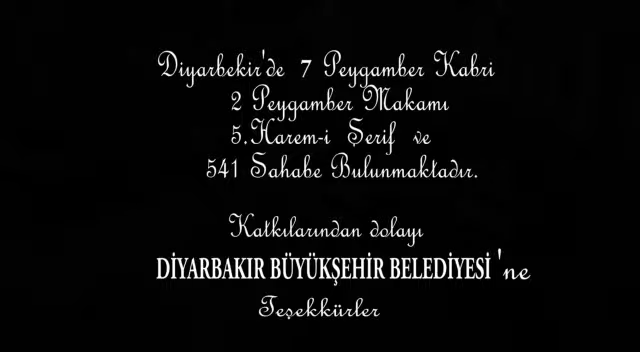 Diyarbekir'de 7 Peygamber Kabri
2 Peygamber Makamı
5.Harem-i Şerif ve
541 Sahabe Bulunmaktadır.
Katkılarından dolayı
DİYARBAKIR BÜYÜKŞEHİR BELEDİYESİ 'ne
Teşekkürler